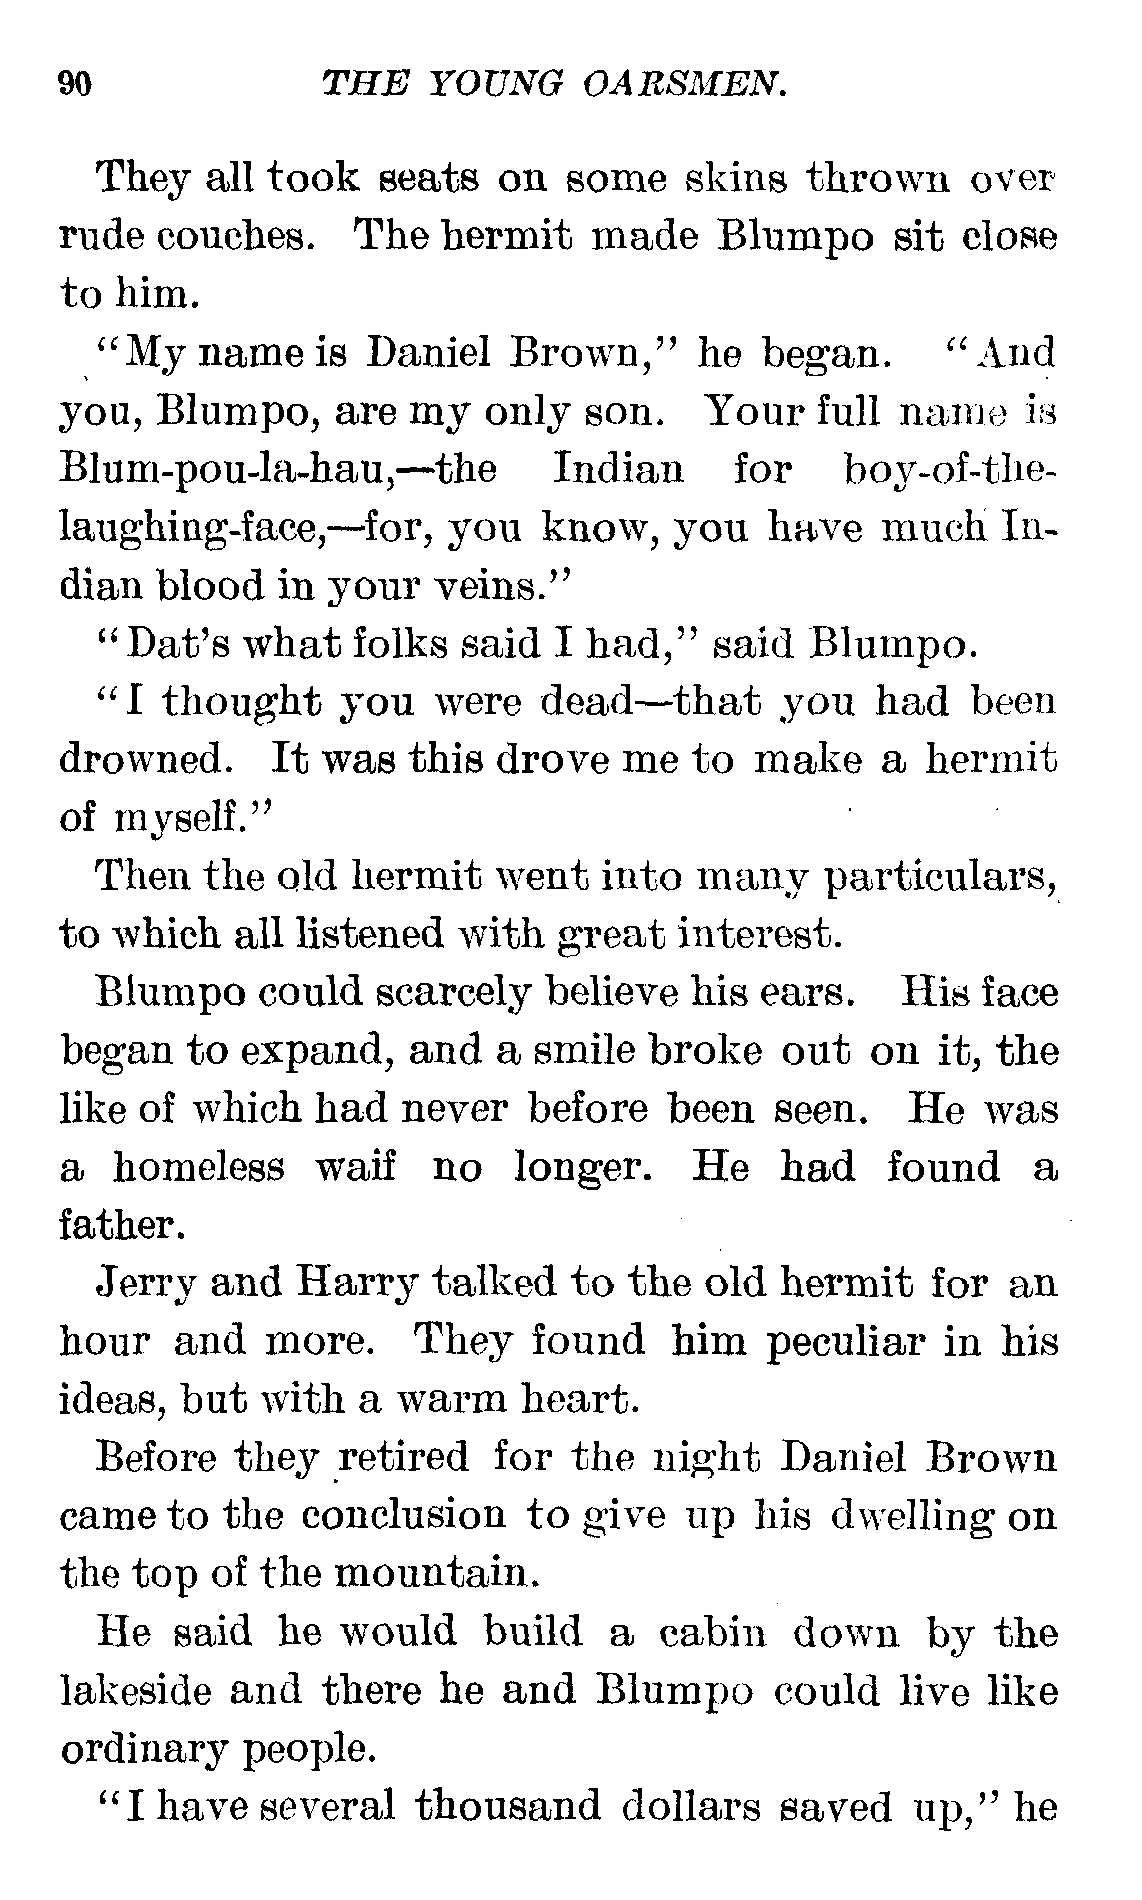 90 THE YOUNG OARSMEN.
They all took seats on some skins thrown over
rude couches. The hermit made Blumpo sit close
to him.
“My name is Daniel Brown,” he began. “And
you, Blumpo, are my only son. Your full name is
Blum-pou-la-hau,—the Indian for boy-of-the-
laughing-face,—for, you know, you have much In-
dian blood in your veins.”
“Dat’s what folks said I had,” said Blumpo.
“I thought you were dead—that you had been
drowned. It was this drove me to make a hermit
of myself.”
Then the old hermit went into many particulars,
to which all listened with great interest.
Blumpo could scarcely believe his ears. His face
began to expand, and a smile broke out on it, the
like of which had never before been seen. He was
a homeless waif no longer. He had found a
father.
Jerry and Harry talked to the old hermit for an
hour and more. They found him peculiar in his
ideas, but with a warm heart.
Before they retired for the night Daniel Brown
came to the conclusion to give up his dwelling on
the top of the mountain.
He said he would build a cabin down by the
lakeside and there he and Blumpo could live like
ordinary people.
“I have several thousand dollars saved up,” he